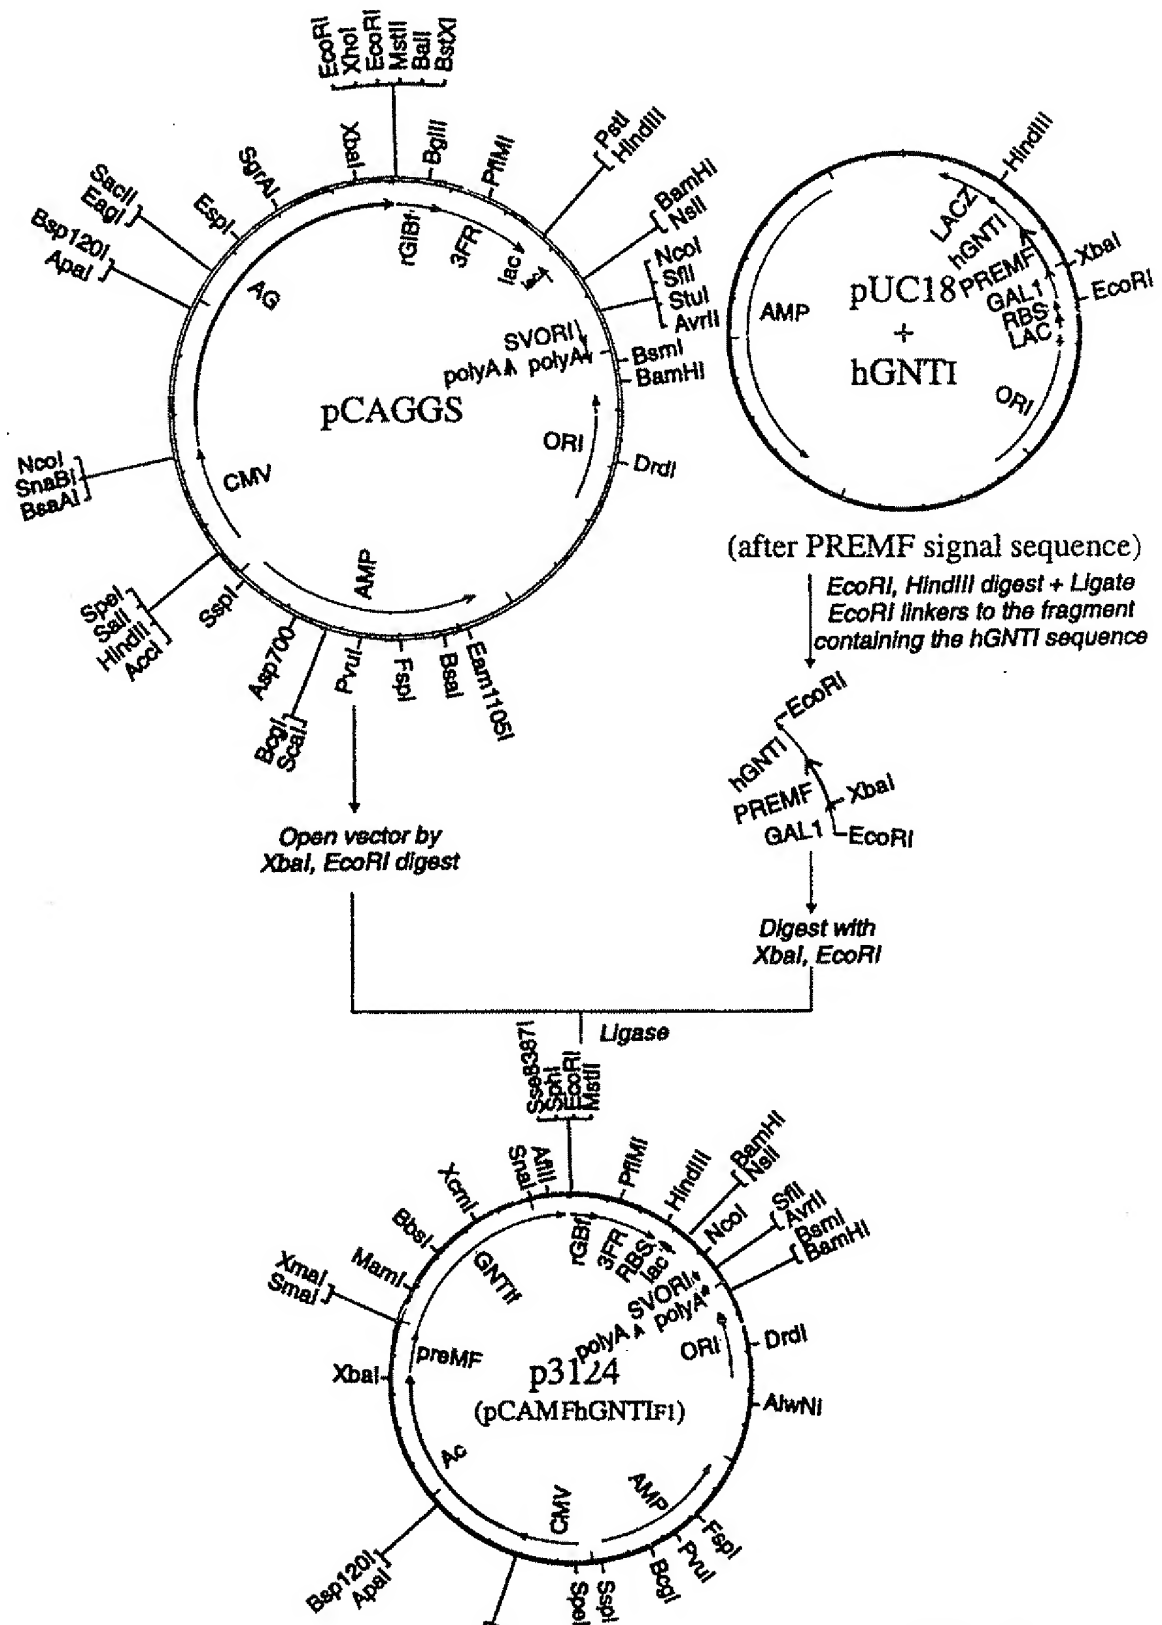 EcoRI
XhoI
EcoRI
MstII
BalI
BstXI
XbaI
BglII
PflMI
PstI
HindIII
BamHI
NsiI
NcoI
SfiI
StuI
AvrII
BsmI
BamHI
DrdI
Eam1105I
BsaI
FspI
PvuI
BcgI
ScaI
Asp700
SspI
SpeI
SalI
HindII
AccI
NcoI
SnaBI
BsaAI
Bsp120I
ApaI
SacII
EagI
EspI
SgrAI
AG
rGlBf
3FR
lac
SVORI
polyA polyA
pCAGGS
ORI
CMV
AMP
HindIII
XbaI
EcoRI
LACZ
hGNTI
PREMF
GAL1
RBS
LAC
AMP
ORI
pUC18
+
hGNTI
(after PREMF signal sequence)
EcoRI, HindIII digest + Ligate
EcoRI linkers to the fragment
containing the hGNTI sequence
EcoRI
hGNTI
PREMF
XbaI
GAL1
EcoRI
Open vector by
XbaI, EcoRI digest
Digest with
XbaI, EcoRI
Ligase
Sse8387I
SphI
EcoRI
MstII
SnaI
AflII
PflMI
HindIII
BamHI
NsiI
NcoI
SfiI
AvrII
BsmI
BamHI
DrdI
AlwNI
FspI
PvuI
BcgI
SspI
SpeI
Bsp120I
ApaI
XbaI
XmaI
SmaI
MamI
BbsI
XcmI
GNTIf
rGBf
3FR
RBS
lac
SVORI
polyA
polyA
ORI
preMF
p3124
(pCAMFhGNTIF1)
Ac
CMV
AMP